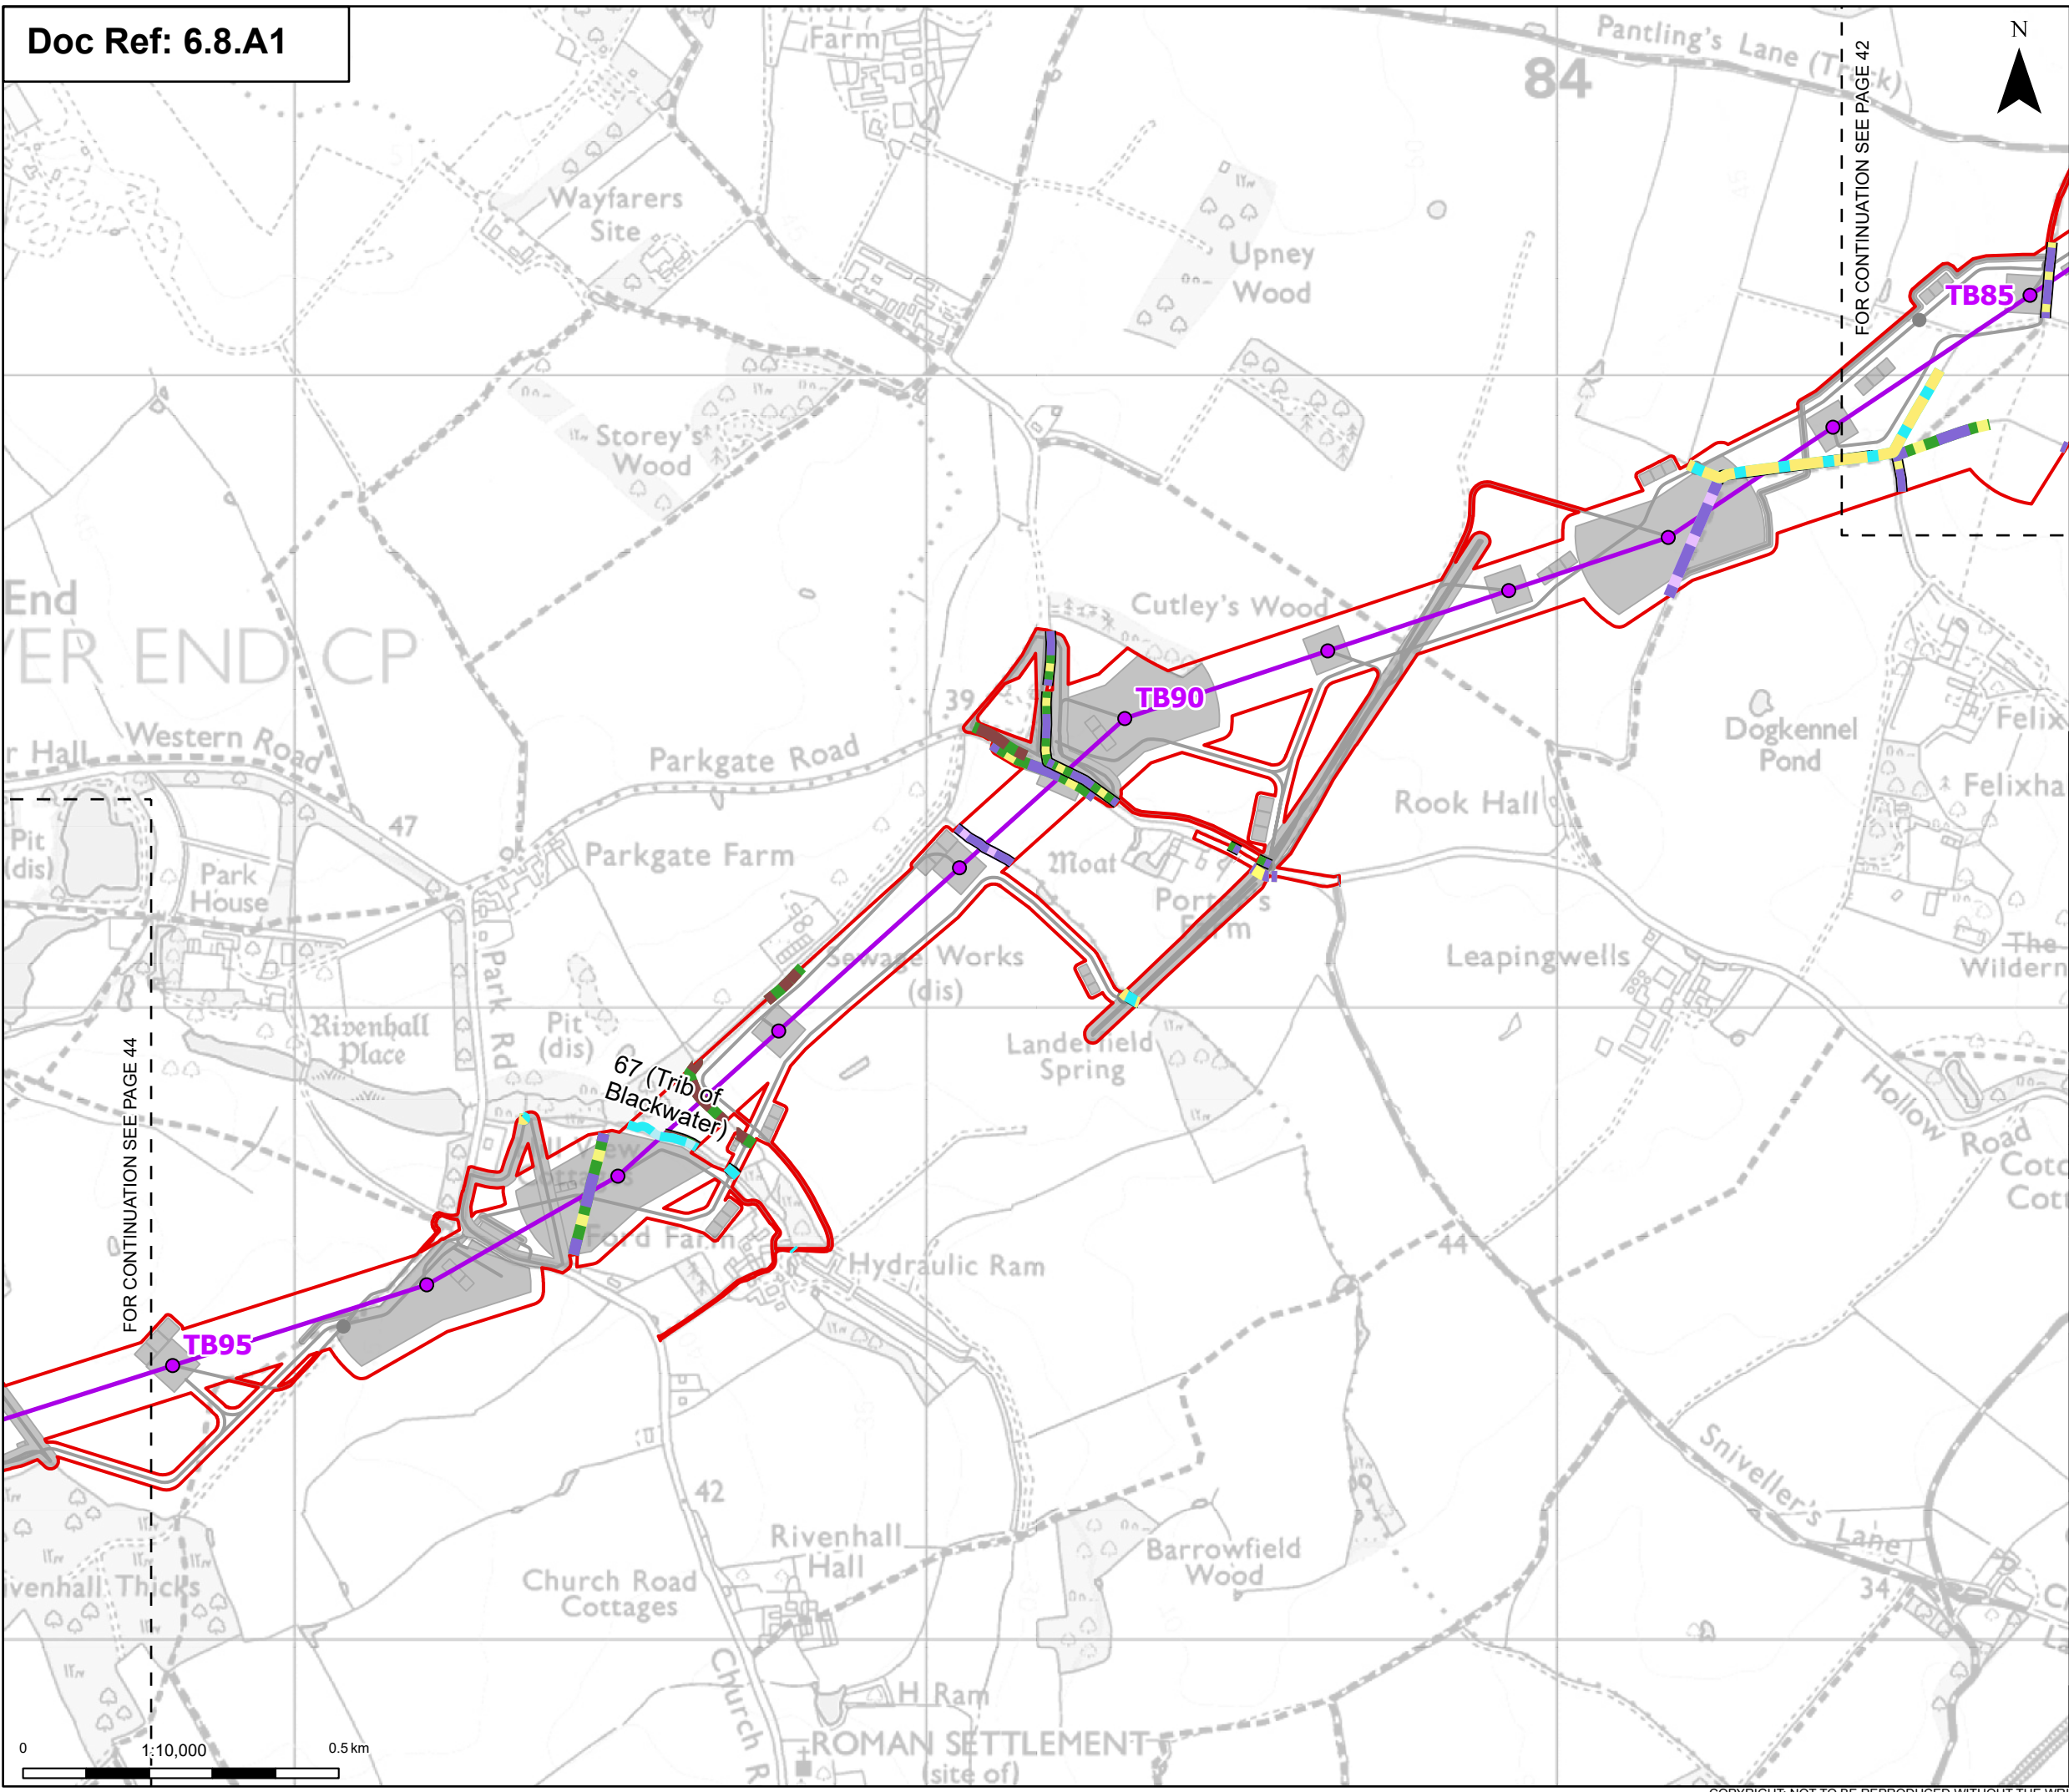 Doc Ref: 6.8.A1
Farm
84
Pantling's Lane (Track)
N
FOR CONTINUATION SEE PAGE 42
Wayfarers
Site
Upney
Wood
TB85
Storey's
Wood
End
ER END CP
Cutley's Wood
39
TB90
r Hall
Western Road
Parkgate Road
Dogkennel
Pond
Felix
Felixha
Rook Hall
Pit
(dis)
47
Park
House
Parkgate Farm
Moat
Farm
Park Rd
Sewage Works
(dis)
Leapingwells
The
Wildern
Rivenhall
Place
Pit
(dis)
Landerfield
Spring
Hollow
Road
67 (Trib of
Blackwater)
FOR CONTINUATION SEE PAGE 44
Ford Farm
Hydraulic Ram
44
TB95
42
Sniveller's
Lane
34
Rivenhall
Hall
Barrowfield
Wood
Church Road
Cottages
ivenhall Thicks
Church R
H Ram
ROMAN SETTLEMENT
(site of)
0
1:10,000
0.5 km